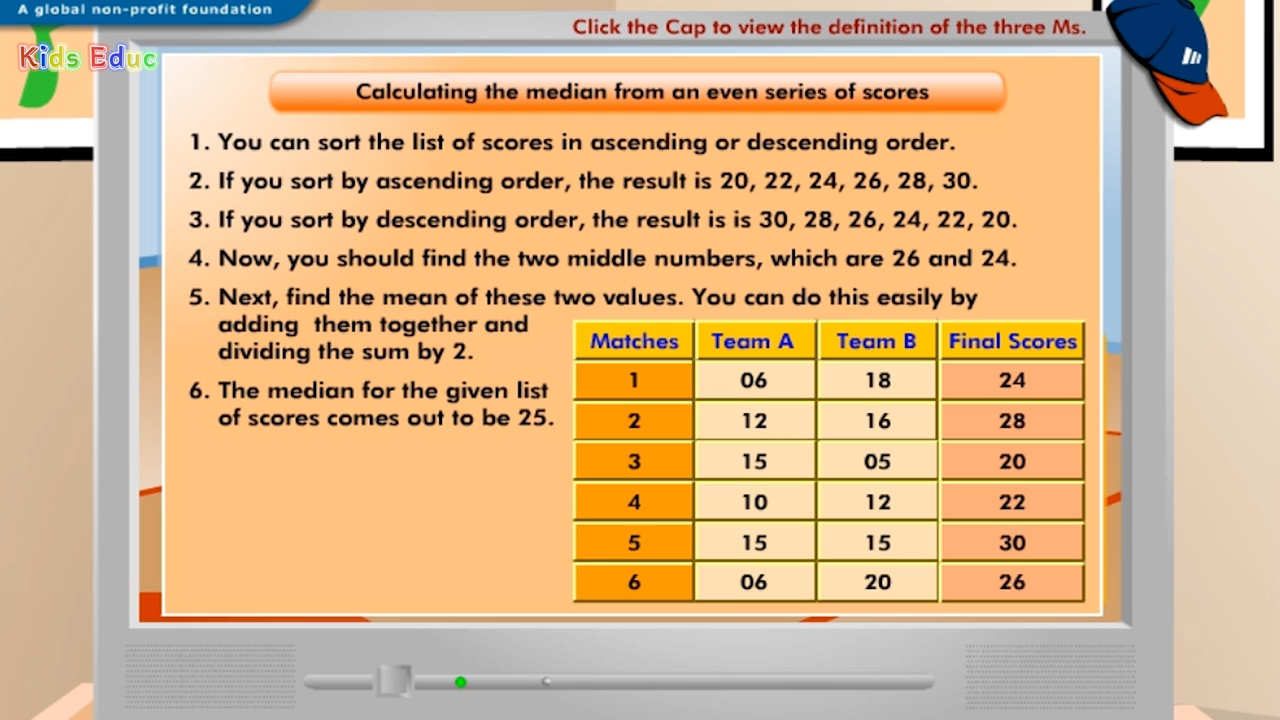 A global non-profit foundation
Click the Cap to view the definition of the three Ms.
Kids Educ
Calculating the median from an even series of scores
1. You can sort the list of scores in ascending or descending order.
2. If you sort by ascending order, the result is 20, 22, 24, 26, 28, 30.
3. If you sort by descending order, the result is is 30, 28, 26, 24, 22, 20.
4. Now, you should find the two middle numbers, which are 26 and 24.
5. Next, find the mean of these two values. You can do this easily by
adding them together and
dividing the sum by 2.
6. The median for the given list
of scores comes out to be 25.
Matches Team A Team B Final Scores
1 06 18 24
2 12 16 28
3 15 05 20
4 10 12 22
5 15 15 30
6 06 20 26